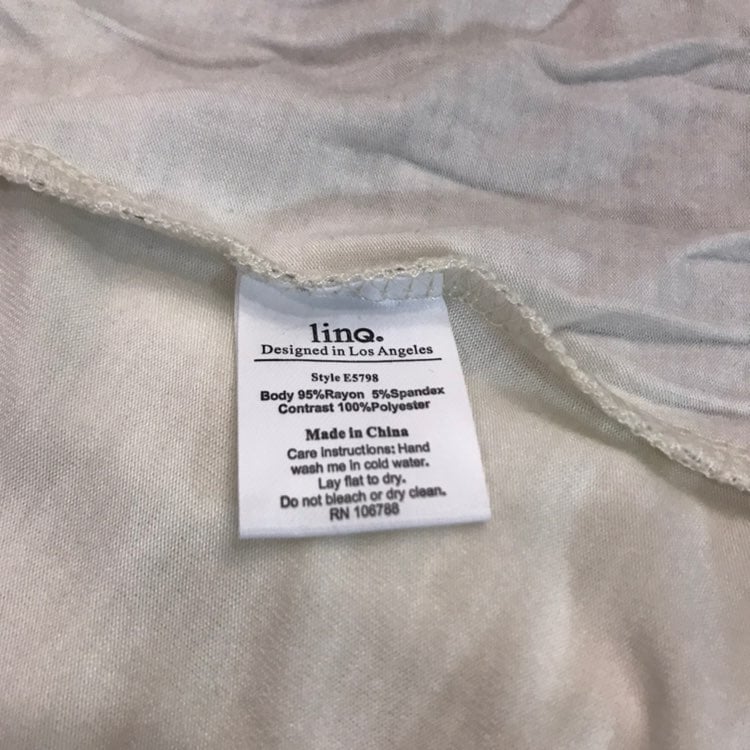 linQ.
Designed in Los Angeles
Style E5798
Body 95%Rayon 5%Spandex
Contrast 100%Polyester
Made in China
Care Instructions: Hand
wash me in cold water.
Lay flat to dry.
Do not bleach or dry clean.
RN 106788